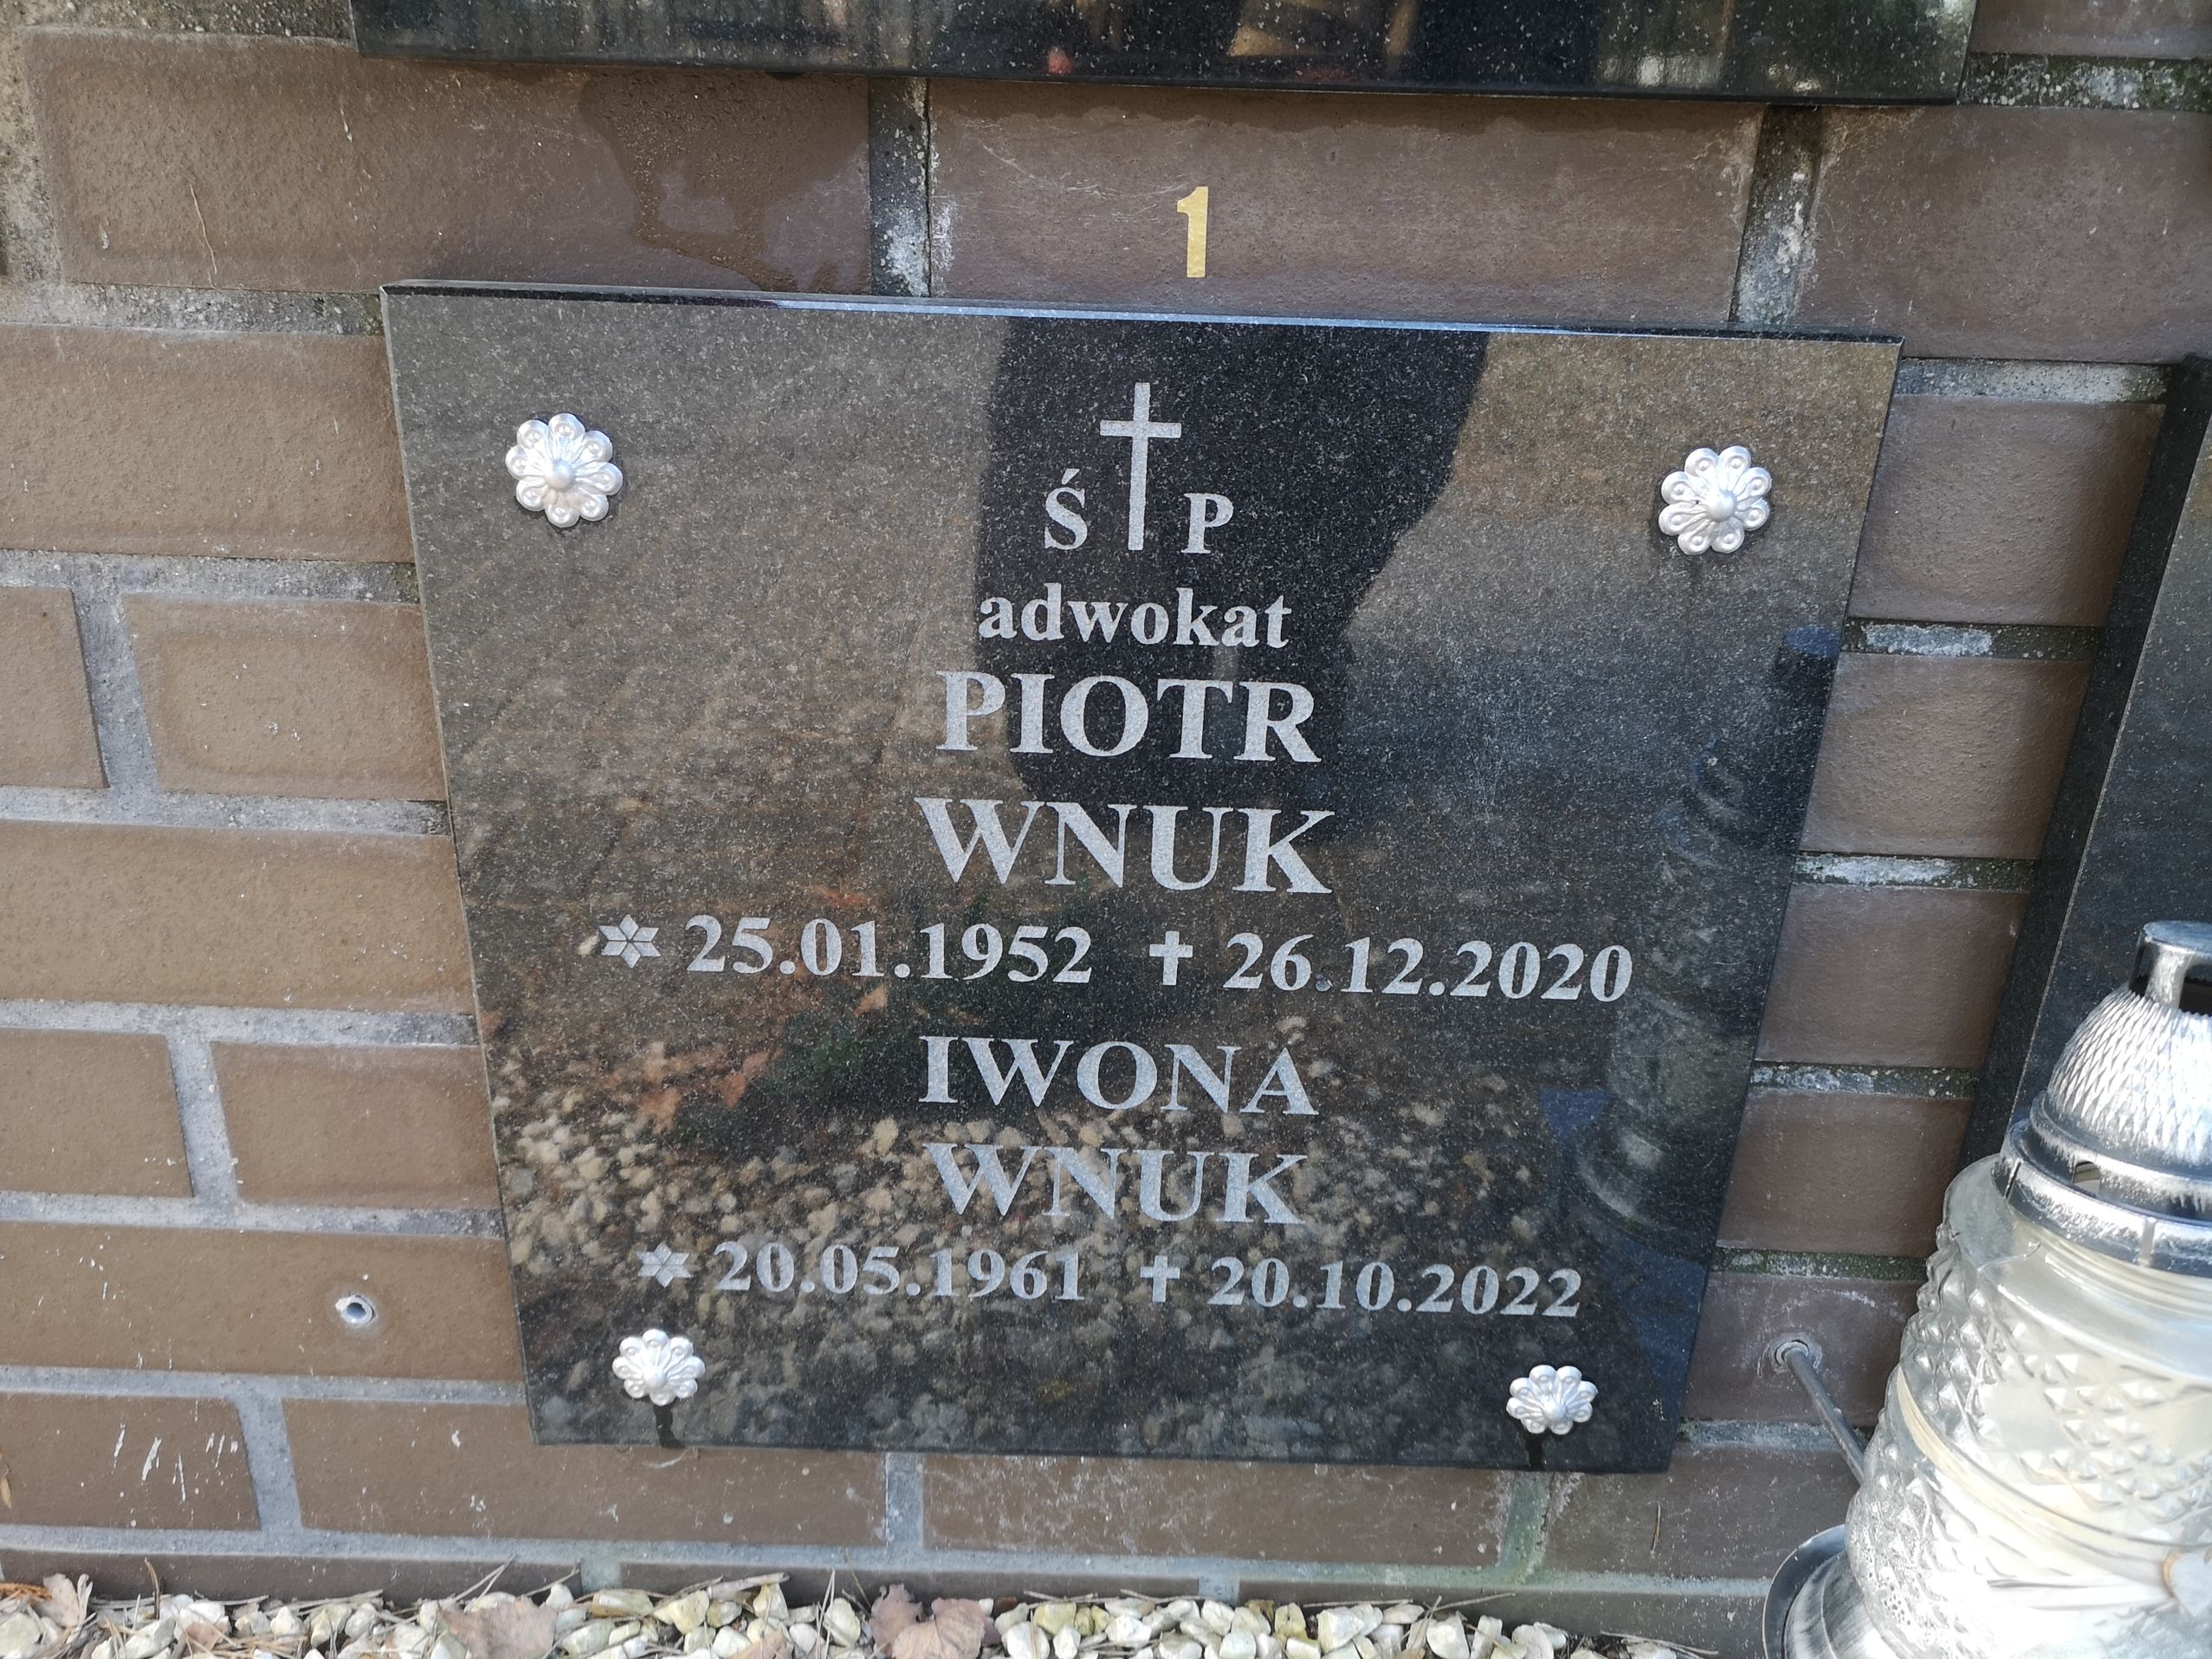 1
Ś P
adwokat
PIOTR
WNUK
25.01.1952 26.12.2020
IWONA
WNUK
20.05.1961 20.10.2022